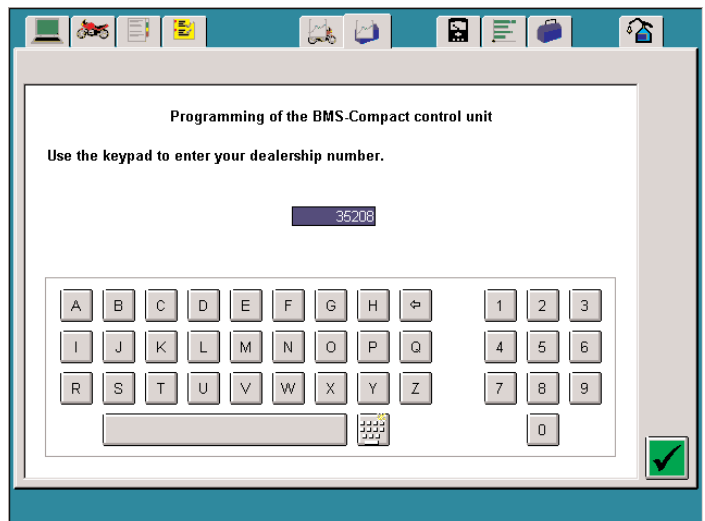 Programming of the BMS-Compact control unit
Use the keypad to enter your dealership number.
35208
A B C D E F G H ⇦ 1 2 3
I J K L M N O P Q 4 5 6
R S T U V W X Y Z 7 8 9
0